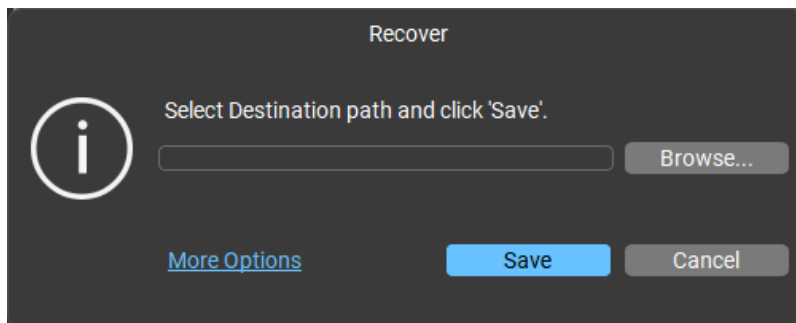 Recover
Select Destination path and click 'Save'.
Browse...
More Options
Save
Cancel